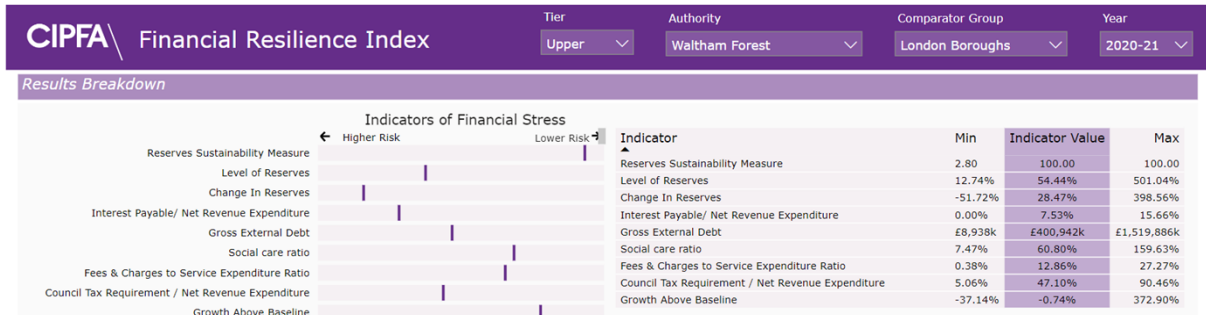 CIPFA\ Financial Resilience Index
Tier
Upper
Authority
Waltham Forest
Comparator Group
London Boroughs
Year
2020-21
Results Breakdown
Indicators of Financial Stress
Higher Risk Lower Risk
Reserves Sustainability Measure
Level of Reserves
Change In Reserves
Interest Payable/ Net Revenue Expenditure
Gross External Debt
Social care ratio
Fees & Charges to Service Expenditure Ratio
Council Tax Requirement / Net Revenue Expenditure
Growth Above Baseline
Indicator Min Indicator Value Max
Reserves Sustainability Measure 2.80 100.00 100.00
Level of Reserves 12.74% 54.44% 501.04%
Change In Reserves -51.72% 28.47% 398.56%
Interest Payable/ Net Revenue Expenditure 0.00% 7.53% 15.66%
Gross External Debt £8,938k £400,942k £1,519,886k
Social care ratio 7.47% 60.80% 159.63%
Fees & Charges to Service Expenditure Ratio 0.38% 12.86% 27.27%
Council Tax Requirement / Net Revenue Expenditure 5.06% 47.10% 90.46%
Growth Above Baseline -37.14% -0.74% 372.90%